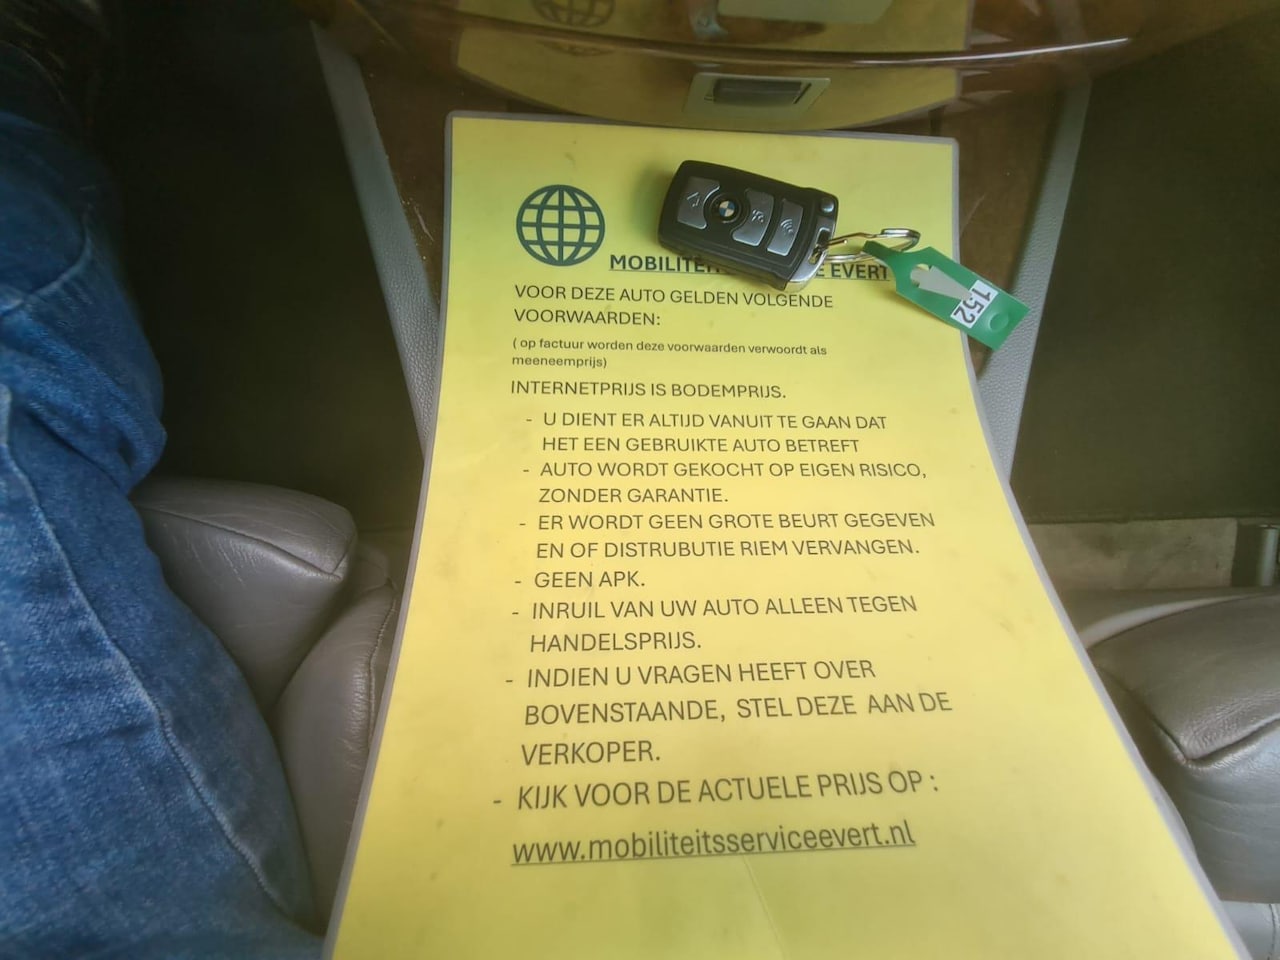 MOBILITEI E EVERT
VOOR DEZE AUTO GELDEN VOLGENDE
VOORWAARDEN:
( op factuur worden deze voorwaarden verwoordt als
meeneemprijs)
INTERNETPRIJS IS BODEMPRIJS.
- U DIENT ER ALTIJD VANUIT TE GAAN DAT
HET EEN GEBRUIKTE AUTO BETREFT
- AUTO WORDT GEKOCHT OP EIGEN RISICO,
ZONDER GARANTIE.
- ER WORDT GEEN GROTE BEURT GEGEVEN
EN OF DISTRUBUTIE RIEM VERVANGEN.
- GEEN APK.
- INRUIL VAN UW AUTO ALLEEN TEGEN
HANDELSPRIJS.
- INDIEN U VRAGEN HEEFT OVER
BOVENSTAANDE, STEL DEZE AAN DE
VERKOPER.
- KIJK VOOR DE ACTUELE PRIJS OP :
www.mobiliteitsserviceevert.nl
152